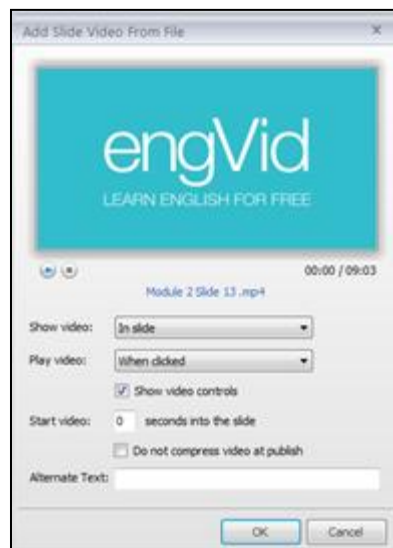 Add Slide Video From File
engVid
LEARN ENGLISH FOR FREE
00:00 / 09:03
Module 2 Slide 13 .mp4
Show video: In slide
Play video: When clicked
Show video controls
Start video: 0 seconds into the slide
Do not compress video at publish
Alternate Text:
OK Cancel